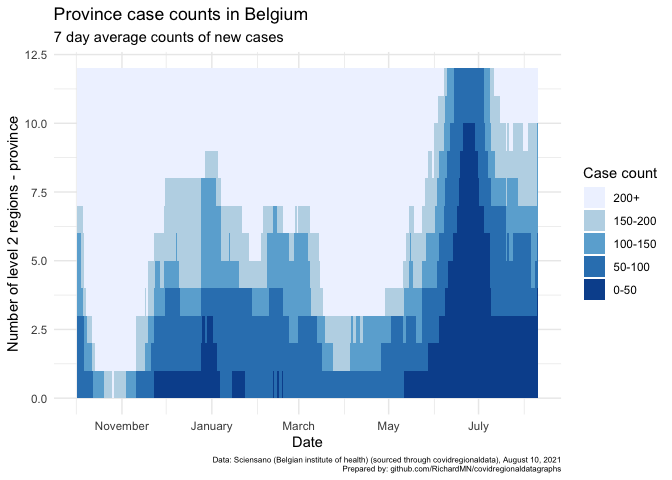 Province case counts in Belgium
7 day average counts of new cases
Number of level 2 regions - province
12.5
10.0
7.5
5.0
2.5
0.0
November
January
March
May
July
Date
Case count
200+
150-200
100-150
50-100
0-50
Data: Sciensano (Belgian institute of health) (sourced through covidregionaldata), August 10, 2021
Prepared by: github.com/RichardMN/covidregionaldatagraphs